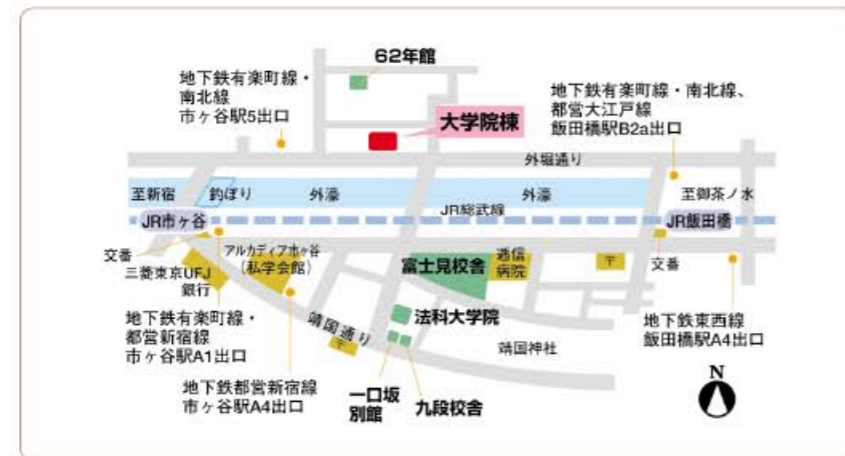 62年館
地下鉄有楽町線・
南北線
市ヶ谷駅5出口
地下鉄有楽町線・南北線、
都営大江戸線
飯田橋駅B2a出口
大学院棟
外堀通り
至新宿
釣ぼり
外濠
外濠
至御茶ノ水
JR総武線
JR市ヶ谷
JR飯田橋
交番
アルカディア市ヶ谷
(私学会館)
三菱東京UFJ
銀行
富士見校舎
逓信
病院
〒
交番
地下鉄有楽町線・
都営新宿線
市ヶ谷駅A1出口
靖国通り
〒
法科大学院
靖国神社
地下鉄東西線
飯田橋駅A4出口
地下鉄都営新宿線
市ヶ谷駅A4出口
一口坂
別館
九段校舎
N